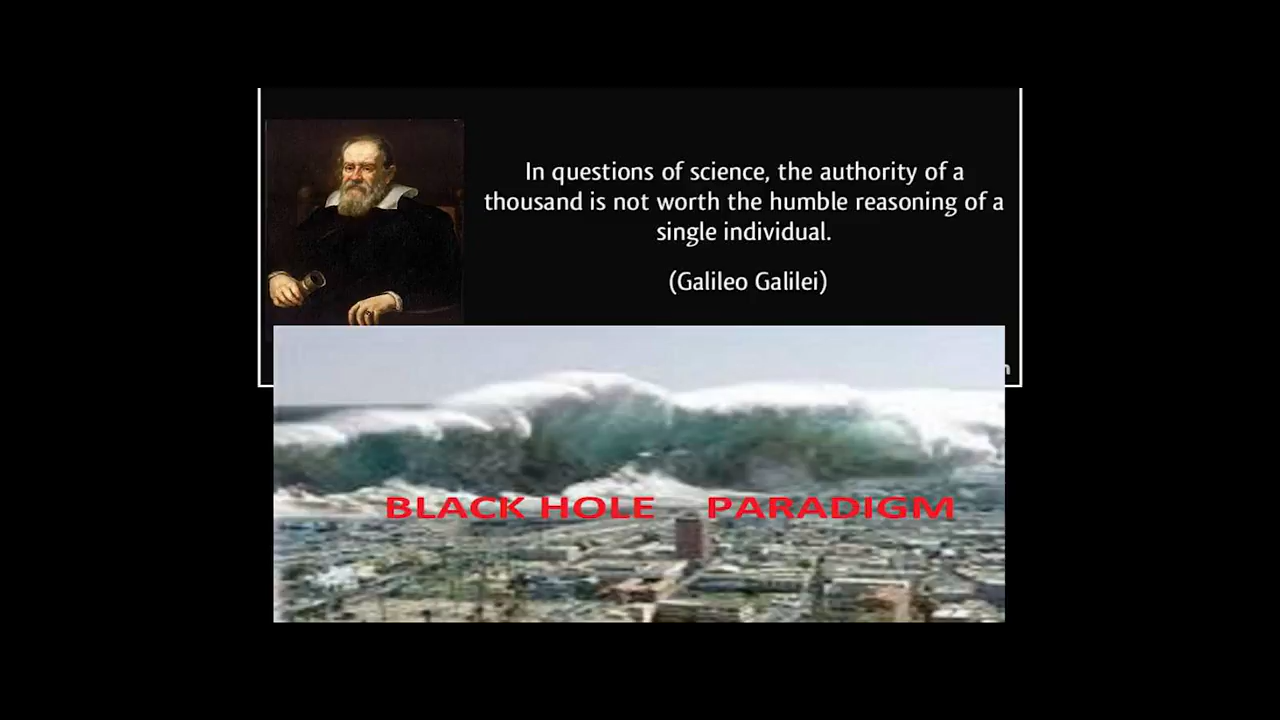 In questions of science, the authority of a
thousand is not worth the humble reasoning of a
single individual.
(Galileo Galilei)
BLACK HOLE PARADIGM